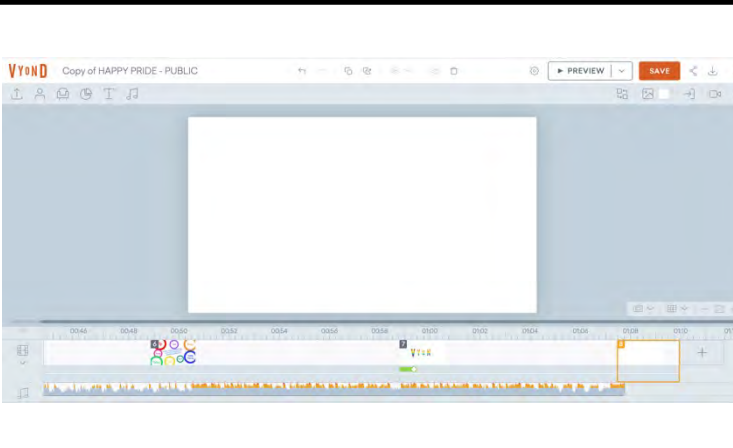 VYOND Copy of HAPPY PRIDE - PUBLIC PREVIEW SAVE
00:46 00:48 00:50 00:52 00:54 00:56 00:58 01:00 01:02 01:04 01:06 01:08 01:10
6 7 8
VYOND